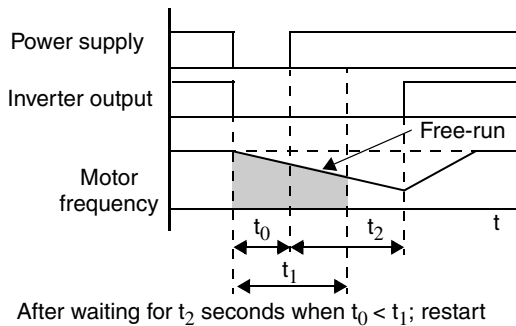 Power supply
Inverter output
Free-run
Motor
frequency
t
t0
t2
t1
After waiting for t2 seconds when t0 < t1; restart